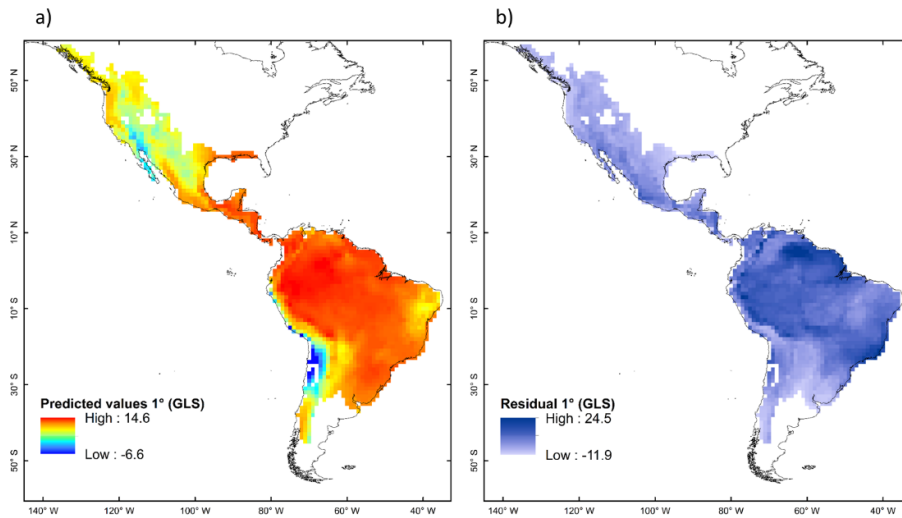 a)
b)
50° N
30° N
10° N
10° S
30° S
50° S
Predicted values 1° (GLS)
High : 14.6
Low : -6.6
140° W 120° W 100° W 80° W 60° W 40° W
50° N
30° N
10° N
10° S
30° S
50° S
Residual 1° (GLS)
High : 24.5
Low : -11.9
140° W 120° W 100° W 80° W 60° W 40° W